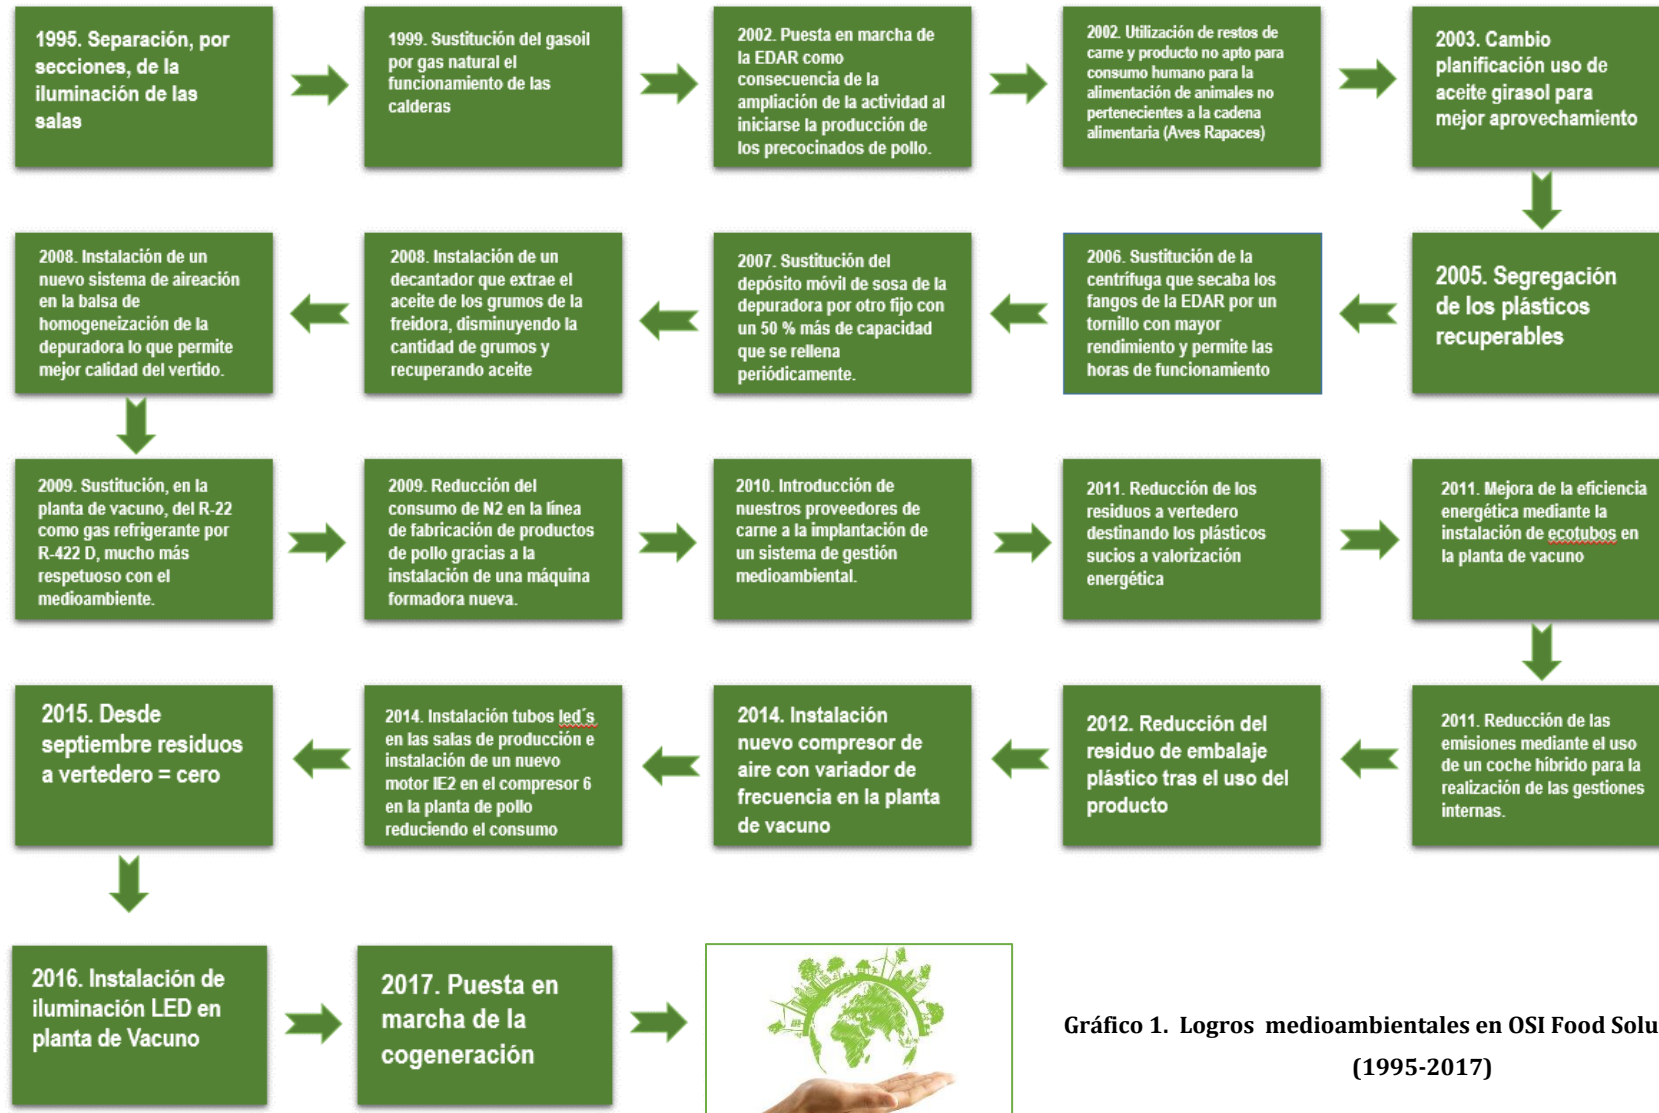 1995. Separación, por
secciones, de la
iluminación de las
salas
1999. Sustitución del gasoil
por gas natural el
funcionamiento de las
calderas
2002. Puesta en marcha de
la EDAR como
consecuencia de la
ampliación de la actividad al
iniciarse la producción de
los precocinados de pollo.
2002. Utilización de restos de
carne y producto no apto para
consumo humano para la
alimentación de animales no
pertenecientes a la cadena
alimentaria (Aves Rapaces)
2003. Cambio
planificación uso de
aceite girasol para
mejor aprovechamiento
2005. Segregación
de los plásticos
recuperables
2006. Sustitución de la
centrífuga que secaba los
fangos de la EDAR por un
tornillo con mayor
rendimiento y permite las
horas de funcionamiento
2007. Sustitución del
depósito móvil de sosa de la
depuradora por otro fijo con
un 50 % más de capacidad
que se rellena
periódicamente.
2008. Instalación de un
decantador que extrae el
aceite de los grumos de la
freidora, disminuyendo la
cantidad de grumos y
recuperando aceite
2008. Instalación de un
nuevo sistema de aireación
en la balsa de
homogeneización de la
depuradora lo que permite
mejor calidad del vertido.
2009. Sustitución, en la
planta de vacuno, del R-22
como gas refrigerante por
R-422 D, mucho más
respetuoso con el
medioambiente.
2009. Reducción del
consumo de N2 en la línea
de fabricación de productos
de pollo gracias a la
instalación de una máquina
formadora nueva.
2010. Introducción de
nuestros proveedores de
carne a la implantación de
un sistema de gestión
medioambiental.
2011. Reducción de los
residuos a vertedero
destinando los plásticos
sucios a valorización
energética
2011. Mejora de la eficiencia
energética mediante la
instalación de ecotubos en
la planta de vacuno
2011. Reducción de las
emisiones mediante el uso
de un coche híbrido para la
realización de las gestiones
internas.
2012. Reducción del
residuo de embalaje
plástico tras el uso del
producto
2014. Instalación
nuevo compresor de
aire con variador de
frecuencia en la planta
de vacuno
2014. Instalación tubos led´s
en las salas de producción e
instalación de un nuevo
motor IE2 en el compresor 6
en la planta de pollo
reduciendo el consumo
2015. Desde
septiembre residuos
a vertedero = cero
2016. Instalación de
iluminación LED en
planta de Vacuno
2017. Puesta en
marcha de la
cogeneración
Gráfico 1. Logros medioambientales en OSI Food Solu
(1995-2017)